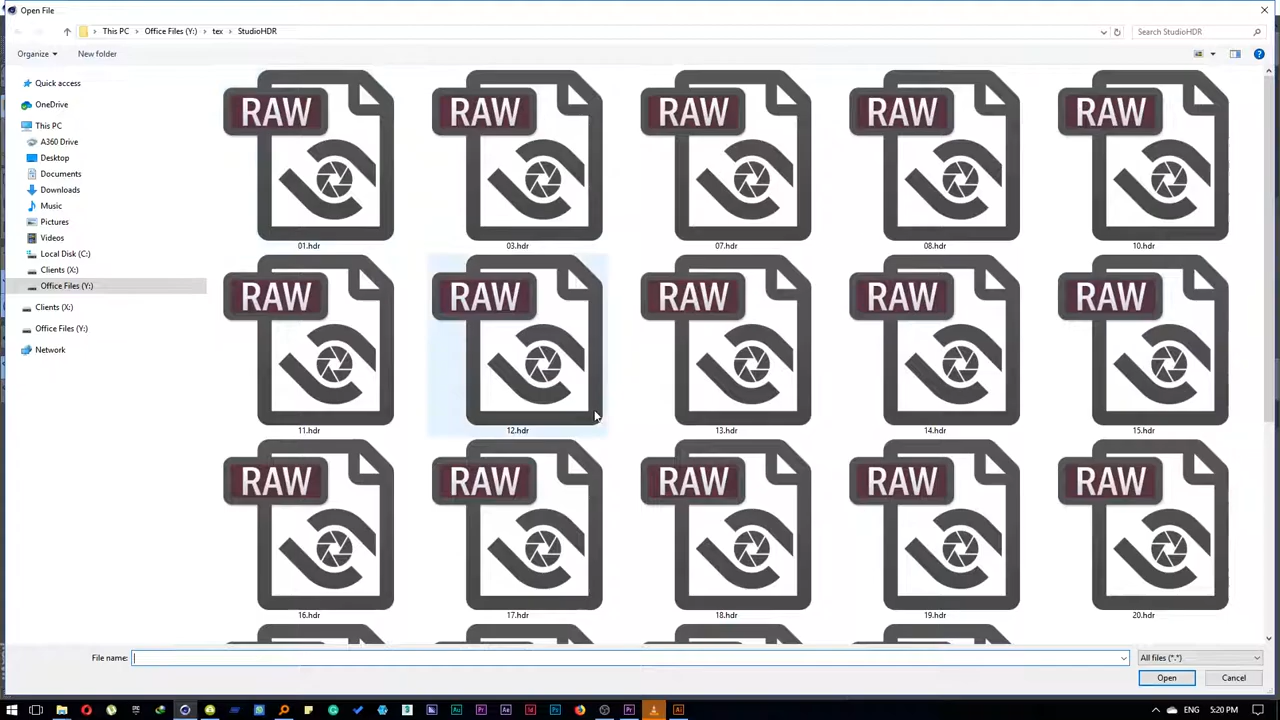 Open File
This PC
Office Files (Y:)
tex
StudioHDR
Search StudioHDR
Organize
New folder
Quick access
OneDrive
This PC
A360 Drive
Desktop
Documents
Downloads
Music
Pictures
Videos
Local Disk (C:)
Clients (X:)
Office Files (Y:)
Clients (X:)
Office Files (Y:)
Network
RAW RAW RAW RAW RAW
01.hdr 03.hdr 07.hdr 08.hdr 10.hdr
RAW RAW RAW RAW RAW
11.hdr 12.hdr 13.hdr 14.hdr 15.hdr
RAW RAW RAW RAW RAW
16.hdr 17.hdr 18.hdr 19.hdr 20.hdr
File name:
All files (*.*)
Open
Cancel
5:20 PM